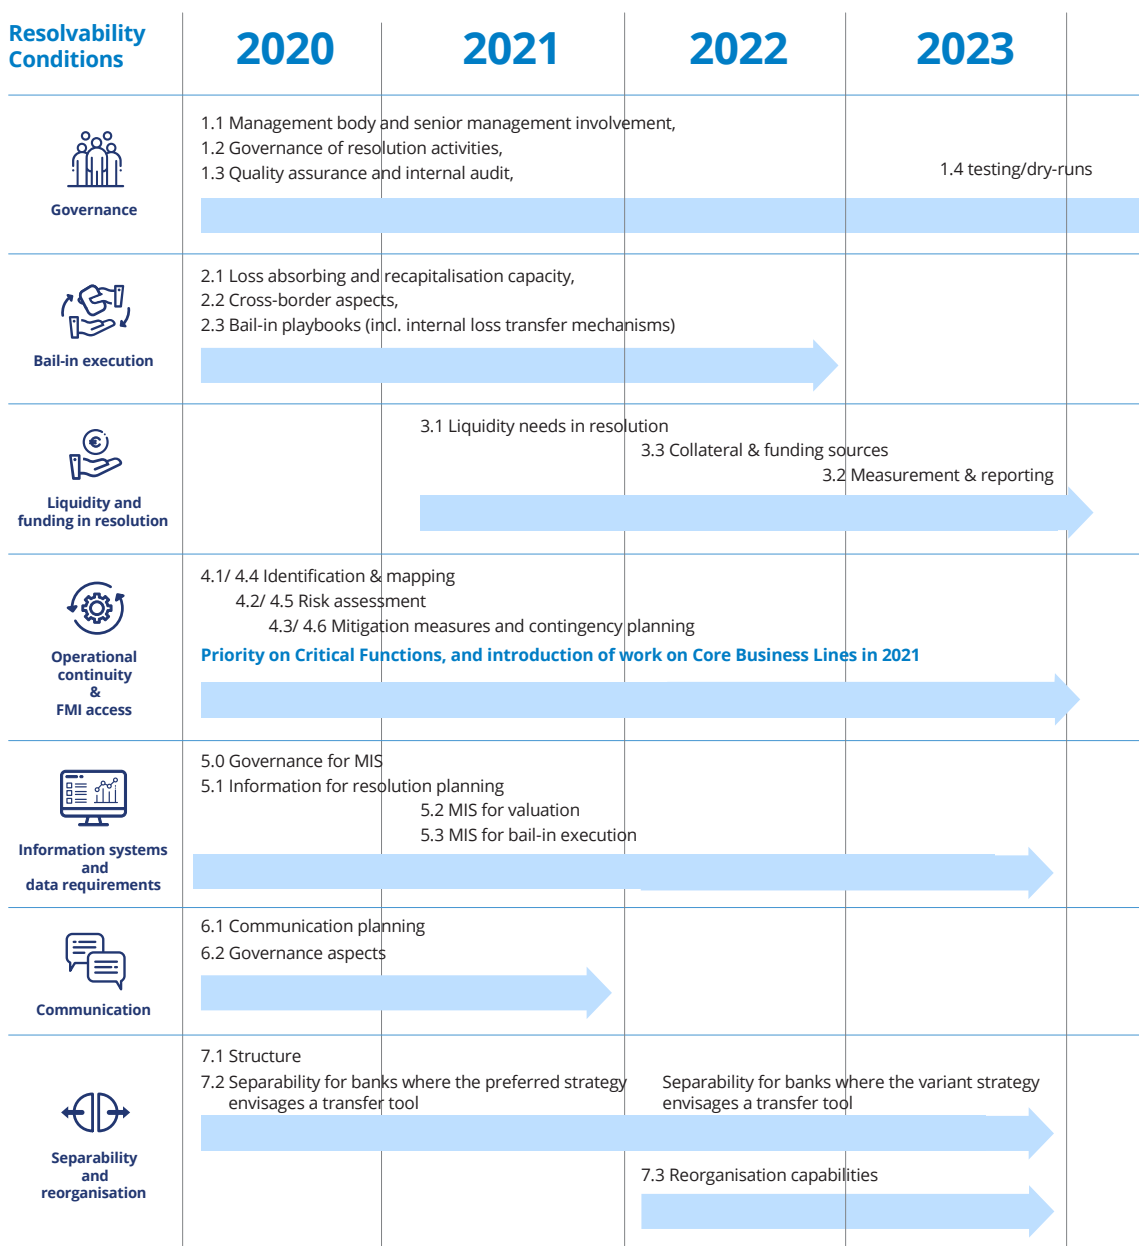 Resolvability
Conditions
2020
2021
2022
2023
Governance
1.1 Management body and senior management involvement,
1.2 Governance of resolution activities,
1.3 Quality assurance and internal audit,
1.4 testing/dry-runs
Bail-in execution
2.1 Loss absorbing and recapitalisation capacity,
2.2 Cross-border aspects,
2.3 Bail-in playbooks (incl. internal loss transfer mechanisms)
Liquidity and
funding in resolution
3.1 Liquidity needs in resolution
3.3 Collateral & funding sources
3.2 Measurement & reporting
Operational
continuity
&
FMI access
4.1/ 4.4 Identification & mapping
4.2/ 4.5 Risk assessment
4.3/ 4.6 Mitigation measures and contingency planning
Priority on Critical Functions, and introduction of work on Core Business Lines in 2021
Information systems
and
data requirements
5.0 Governance for MIS
5.1 Information for resolution planning
5.2 MIS for valuation
5.3 MIS for bail-in execution
Communication
6.1 Communication planning
6.2 Governance aspects
Separability
and
reorganisation
7.1 Structure
7.2 Separability for banks where the preferred strategy
envisages a transfer tool
Separability for banks where the variant strategy
envisages a transfer tool
7.3 Reorganisation capabilities